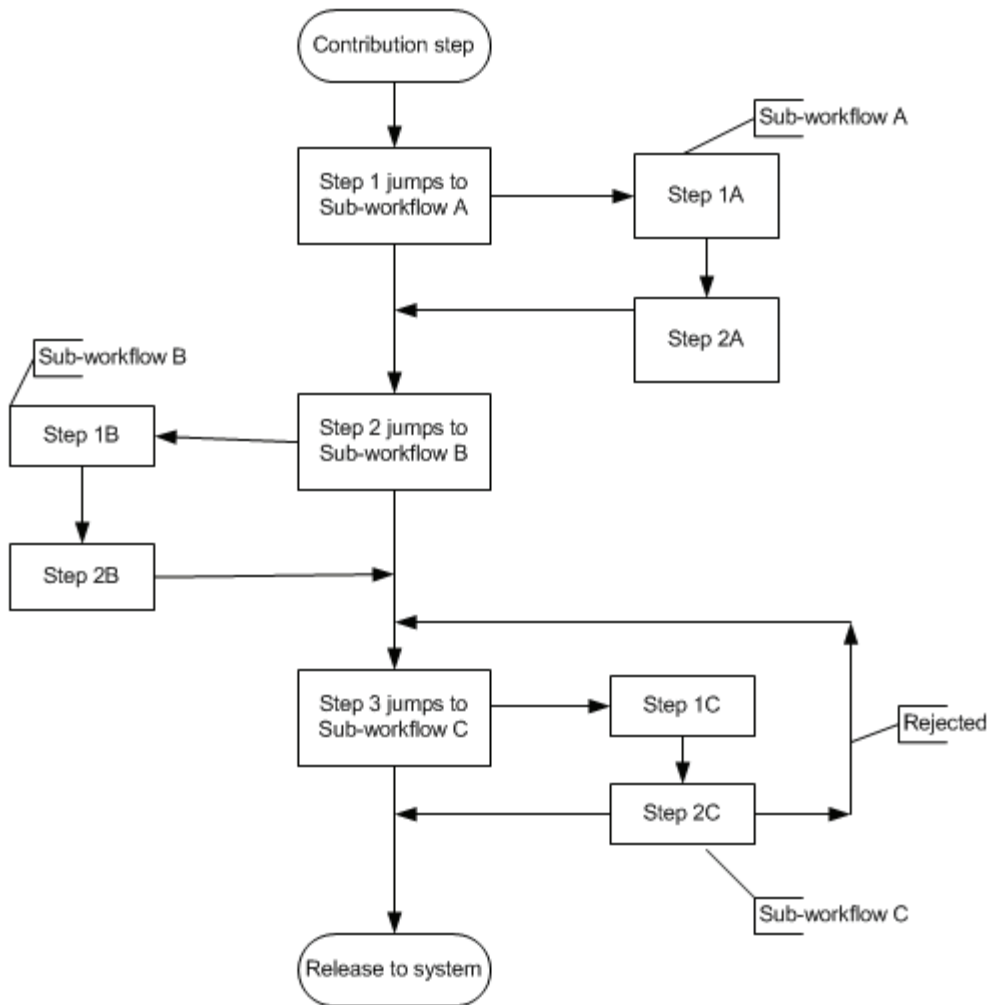 Contribution step
Sub-workflow A
Step 1 jumps to
Sub-workflow A
Step 1A
Step 2A
Sub-workflow B
Step 1B
Step 2 jumps to
Sub-workflow B
Step 2B
Step 3 jumps to
Sub-workflow C
Step 1C
Rejected
Step 2C
Sub-workflow C
Release to system